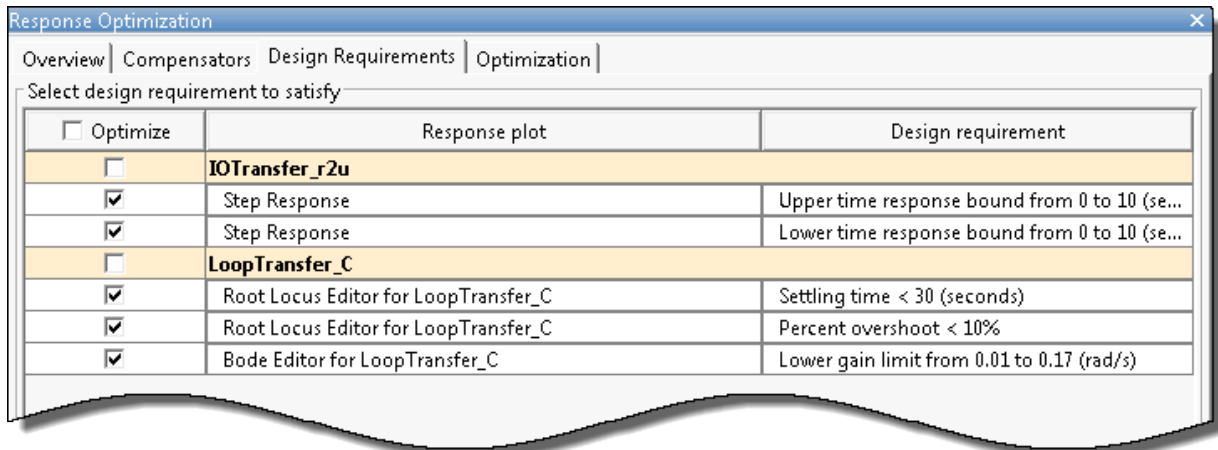 Response Optimization
Overview Compensators Design Requirements Optimization
Select design requirement to satisfy
Optimize Response plot Design requirement
IOTransfer_r2u
Step Response Upper time response bound from 0 to 10 (se...
Step Response Lower time response bound from 0 to 10 (se...
LoopTransfer_C
Root Locus Editor for LoopTransfer_C Settling time < 30 (seconds)
Root Locus Editor for LoopTransfer_C Percent overshoot < 10%
Bode Editor for LoopTransfer_C Lower gain limit from 0.01 to 0.17 (rad/s)